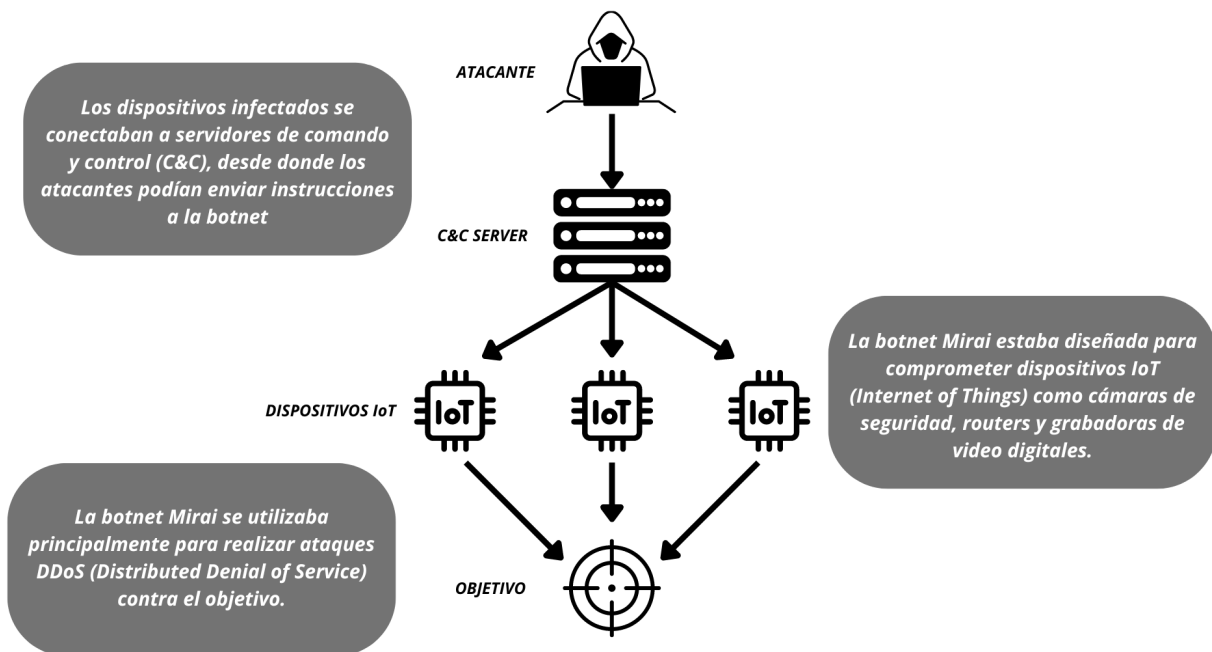 ATACANTE
Los dispositivos infectados se
conectaban a servidores de comando
y control (C&C), desde donde los
atacantes podían enviar instrucciones
a la botnet
C&C SERVER
La botnet Mirai estaba diseñada para
comprometer dispositivos IoT
(Internet of Things) como cámaras de
seguridad, routers y grabadoras de
video digitales.
DISPOSITIVOS IoT
IoT
IoT
IoT
La botnet Mirai se utilizaba
principalmente para realizar ataques
DDoS (Distributed Denial of Service)
contra el objetivo.
OBJETIVO